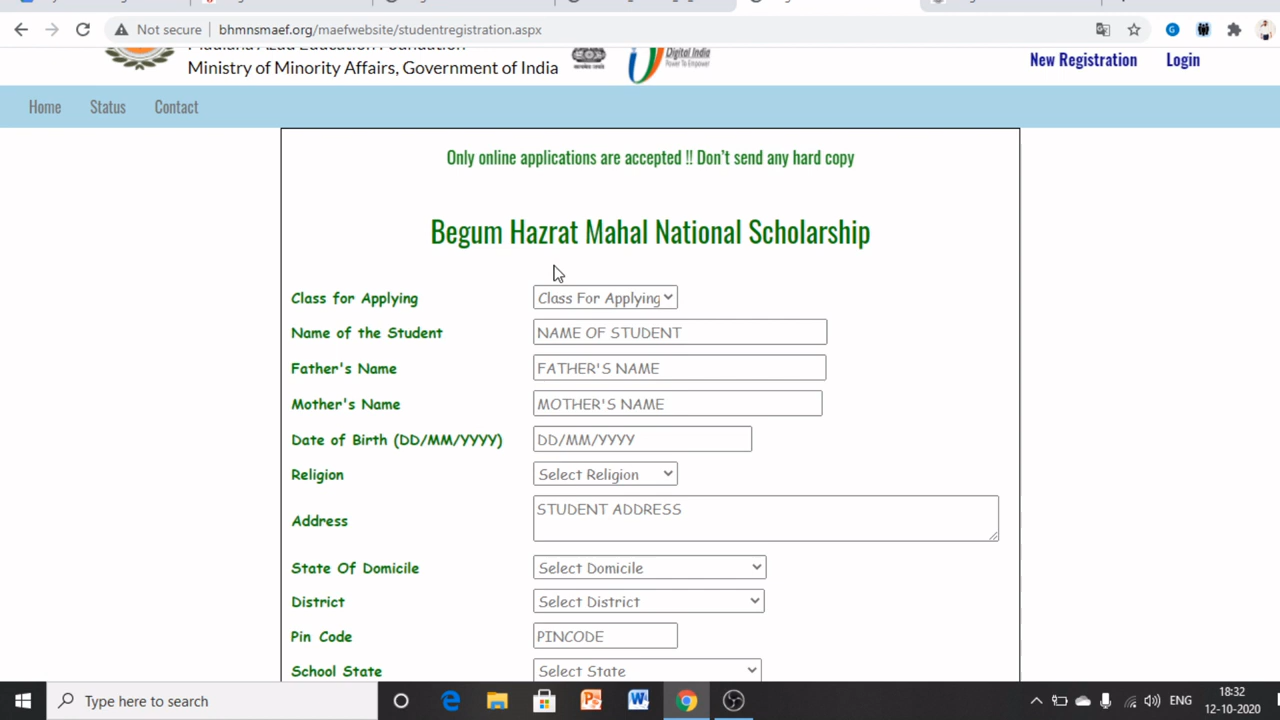 Not secure bhmnsmaef.org/maefwebsite/studentregistration.aspx
Ministry of Minority Affairs, Government of India
Digital India
Power To Empower
New Registration Login
Home Status Contact
Only online applications are accepted !! Don't send any hard copy
Begum Hazrat Mahal National Scholarship
Class for Applying Class For Applying
Name of the Student NAME OF STUDENT
Father's Name FATHER'S NAME
Mother's Name MOTHER'S NAME
Date of Birth (DD/MM/YYYY) DD/MM/YYYY
Religion Select Religion
Address STUDENT ADDRESS
State Of Domicile Select Domicile
District Select District
Pin Code PINCODE
School State Select State
Type here to search
ENG
18:32
12-10-2020